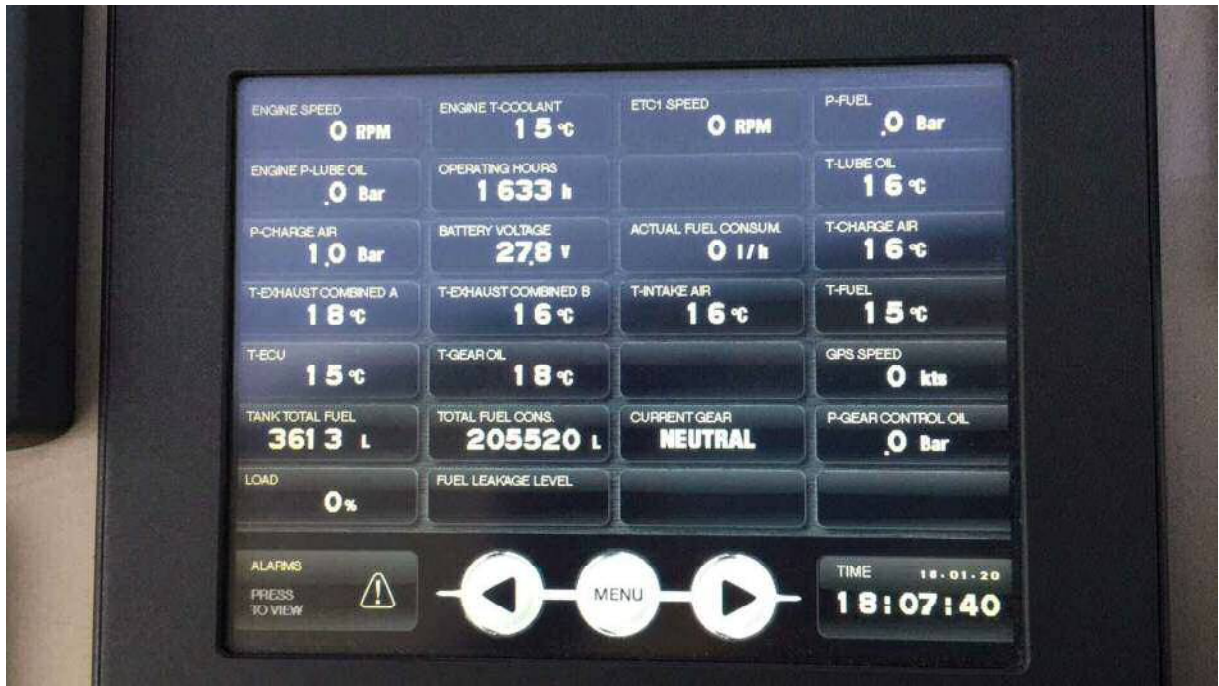 ENGINE SPEED
0 RPM
ENGINE T-COOLANT
15 °C
ETC1 SPEED
0 RPM
P-FUEL
.0 Bar
ENGINE P-LUBE OIL
.0 Bar
OPERATING HOURS
1633 h
T-LUBE OIL
16 °C
P-CHARGE AIR
1.0 Bar
BATTERY VOLTAGE
27.8 V
ACTUAL FUEL CONSUM.
0 l/h
T-CHARGE AIR
16 °C
T-EXHAUST COMBINED A
18 °C
T-EXHAUST COMBINED B
16 °C
T-INTAKE AIR
16 °C
T-FUEL
15 °C
T-ECU
15 °C
T-GEAR OIL
18 °C
GPS SPEED
0 kts
TANK TOTAL FUEL
3613 L
TOTAL FUEL CONS.
205520 L
CURRENT GEAR
NEUTRAL
P-GEAR CONTROL OIL
.0 Bar
LOAD
0%
FUEL LEAKAGE LEVEL
ALARMS
PRESS
TO VIEW
MENU
TIME
18:07:40